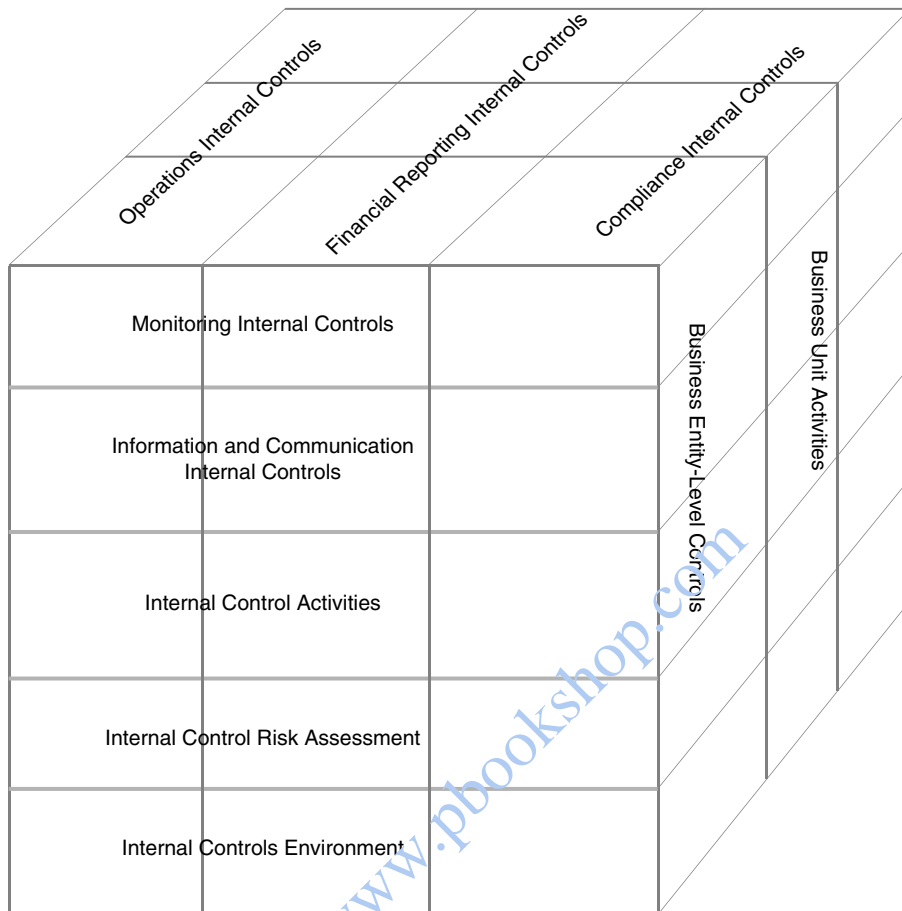 Operations Internal Controls
Financial Reporting Internal Controls
Compliance Internal Controls
Monitoring Internal Controls
Information and Communication
Internal Controls
Internal Control Activities
Internal Control Risk Assessment
Internal Controls Environment
Business Entity-Level Controls
Business Unit Activities
www.pbookshop.com